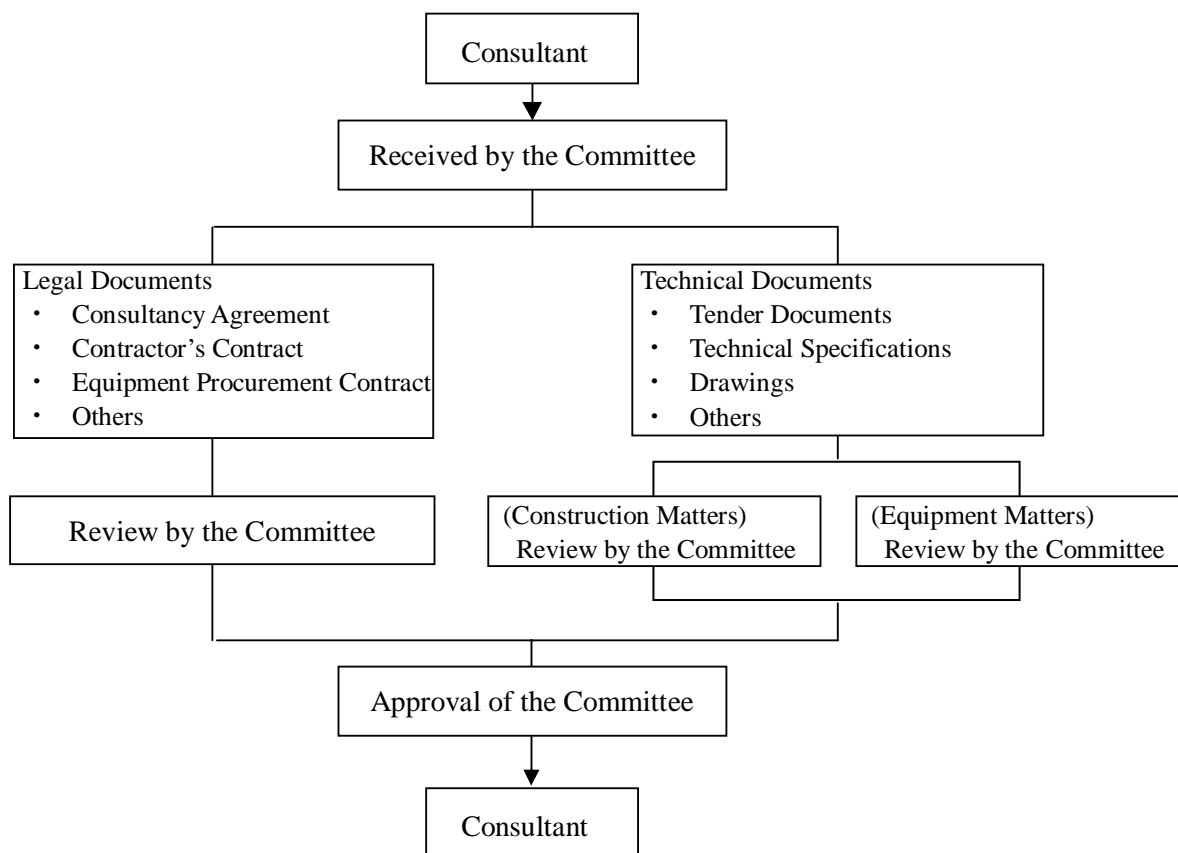 Consultant
Received by the Committee
Legal Documents
・ Consultancy Agreement
・ Contractor’s Contract
・ Equipment Procurement Contract
・ Others
Technical Documents
・ Tender Documents
・ Technical Specifications
・ Drawings
・ Others
Review by the Committee
(Construction Matters)
Review by the Committee
(Equipment Matters)
Review by the Committee
Approval of the Committee
Consultant